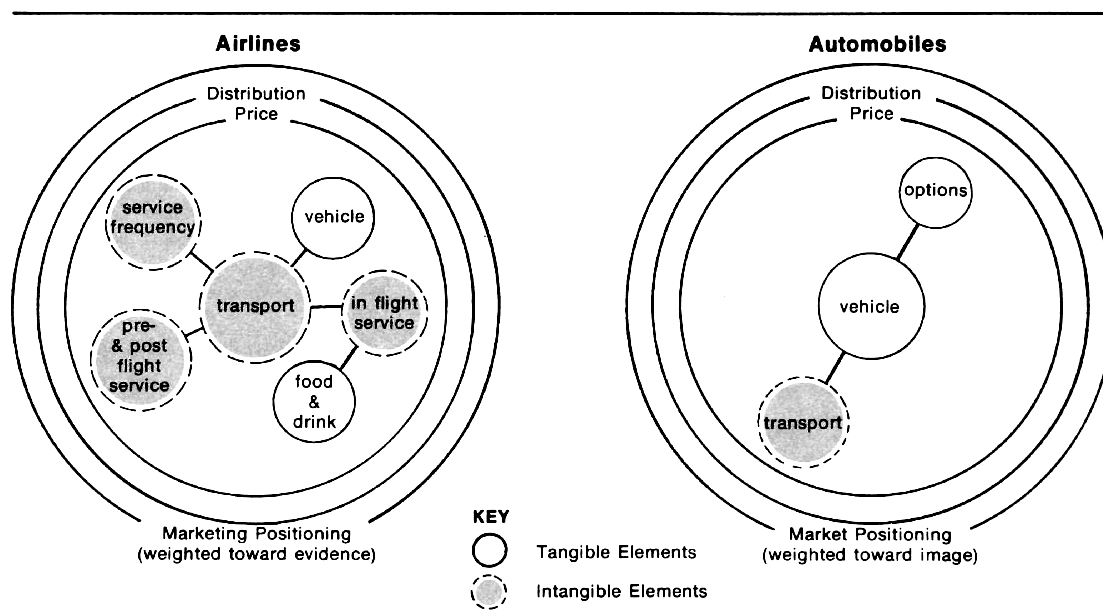 Airlines
Distribution
Price
service
frequency
vehicle
transport
in flight
service
pre-
& post
flight
service
food
&
drink
Marketing Positioning
(weighted toward evidence)
Automobiles
Distribution
Price
options
vehicle
transport
Market Positioning
(weighted toward image)
KEY
Tangible Elements
Intangible Elements